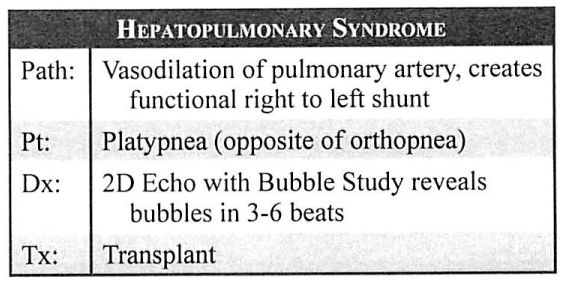 HEPATOPULMONARY SYNDROME
Path: Vasodilation of pulmonary artery, creates
functional right to left shunt
Pt: Platypnea (opposite of orthopnea)
Dx: 2D Echo with Bubble Study reveals
bubbles in 3-6 beats
Tx: Transplant